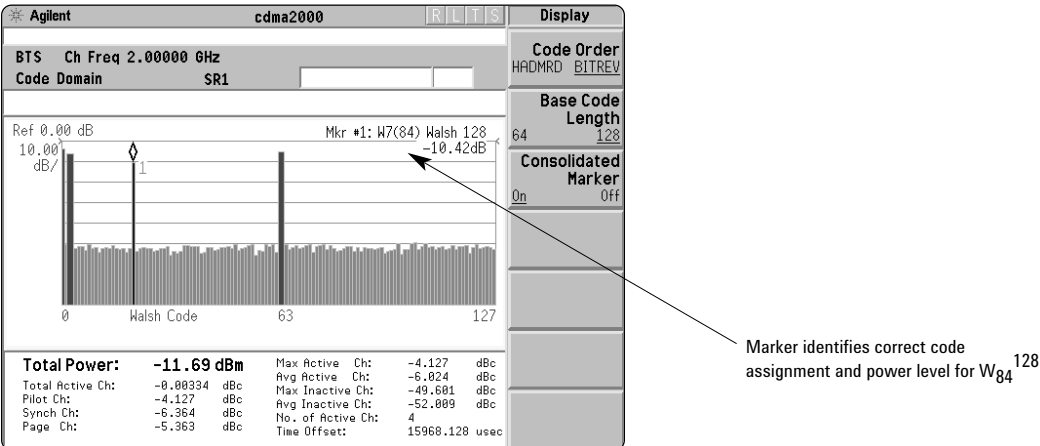 Agilent cdma2000 R L T S Display
BTS Ch Freq 2.00000 GHz
Code Domain SR1
Code Order
HADMRD BITREV
Base Code
Length
64 128
Consolidated
Marker
On Off
Ref 0.00 dB Mkr #1: W7(84) Walsh 128
10.00 -10.42dB
dB/
1
0 Walsh Code 63 127
Total Power: -11.69 dBm
Total Active Ch: -0.00334 dBc
Pilot Ch: -4.127 dBc
Synch Ch: -6.364 dBc
Page Ch: -5.363 dBc
Max Active Ch: -4.127 dBc
Avg Active Ch: -6.024 dBc
Max Inactive Ch: -49.601 dBc
Avg Inactive Ch: -52.009 dBc
No. of Active Ch: 4
Time Offset: 15968.128 usec
Marker identifies correct code
assignment and power level for W84^128